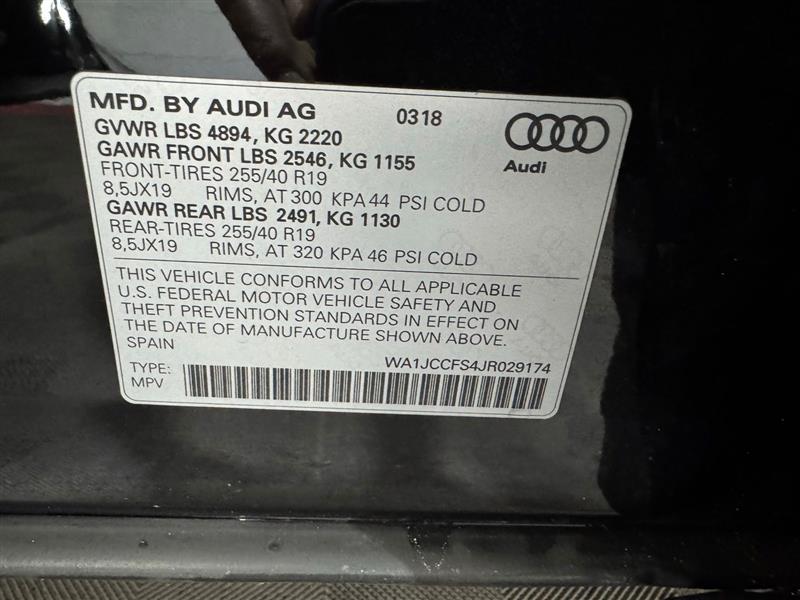 MFD. BY AUDI AG 0318
Audi
GVWR LBS 4894, KG 2220
GAWR FRONT LBS 2546, KG 1155
FRONT-TIRES 255/40 R19
8,5JX19 RIMS, AT 300 KPA 44 PSI COLD
GAWR REAR LBS 2491, KG 1130
REAR-TIRES 255/40 R19
8,5JX19 RIMS, AT 320 KPA 46 PSI COLD
THIS VEHICLE CONFORMS TO ALL APPLICABLE
U.S. FEDERAL MOTOR VEHICLE SAFETY AND
THEFT PREVENTION STANDARDS IN EFFECT ON
THE DATE OF MANUFACTURE SHOWN ABOVE.
SPAIN
WA1JCCFS4JR029174
TYPE:
MPV